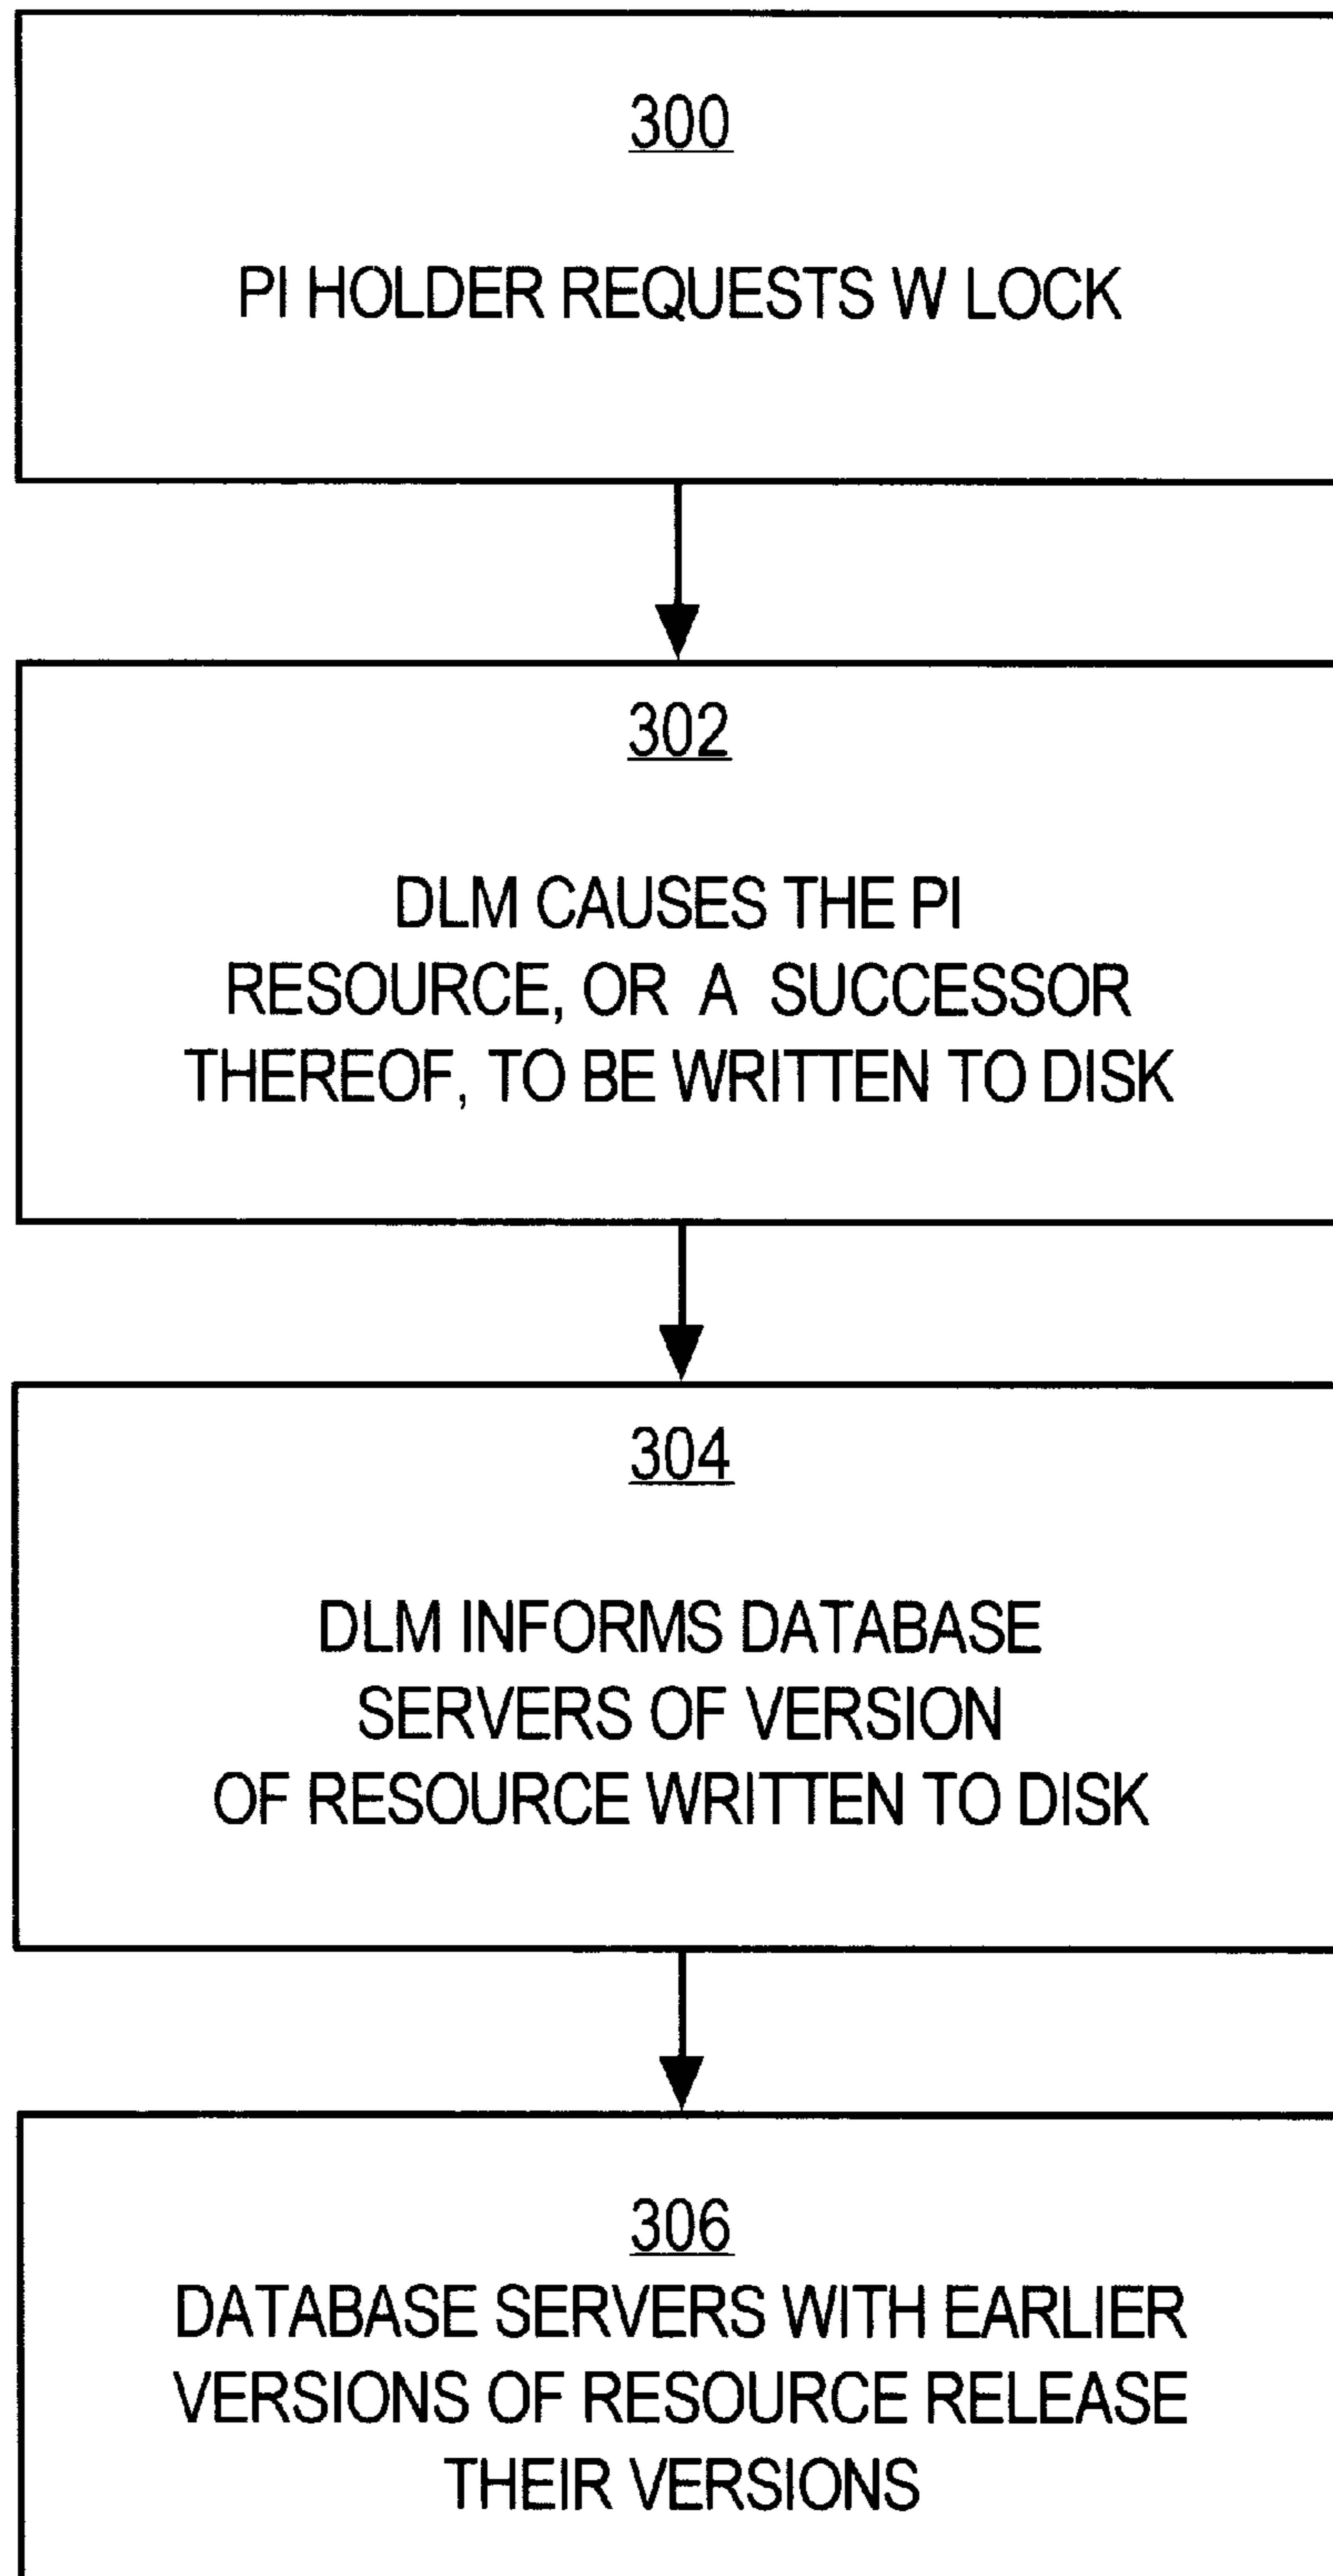 300
PI HOLDER REQUESTS W LOCK
302
DLM CAUSES THE PI
RESOURCE, OR A SUCCESSOR
THEREOF, TO BE WRITTEN TO DISK
304
DLM INFORMS DATABASE
SERVERS OF VERSION
OF RESOURCE WRITTEN TO DISK
306
DATABASE SERVERS WITH EARLIER
VERSIONS OF RESOURCE RELEASE
THEIR VERSIONS